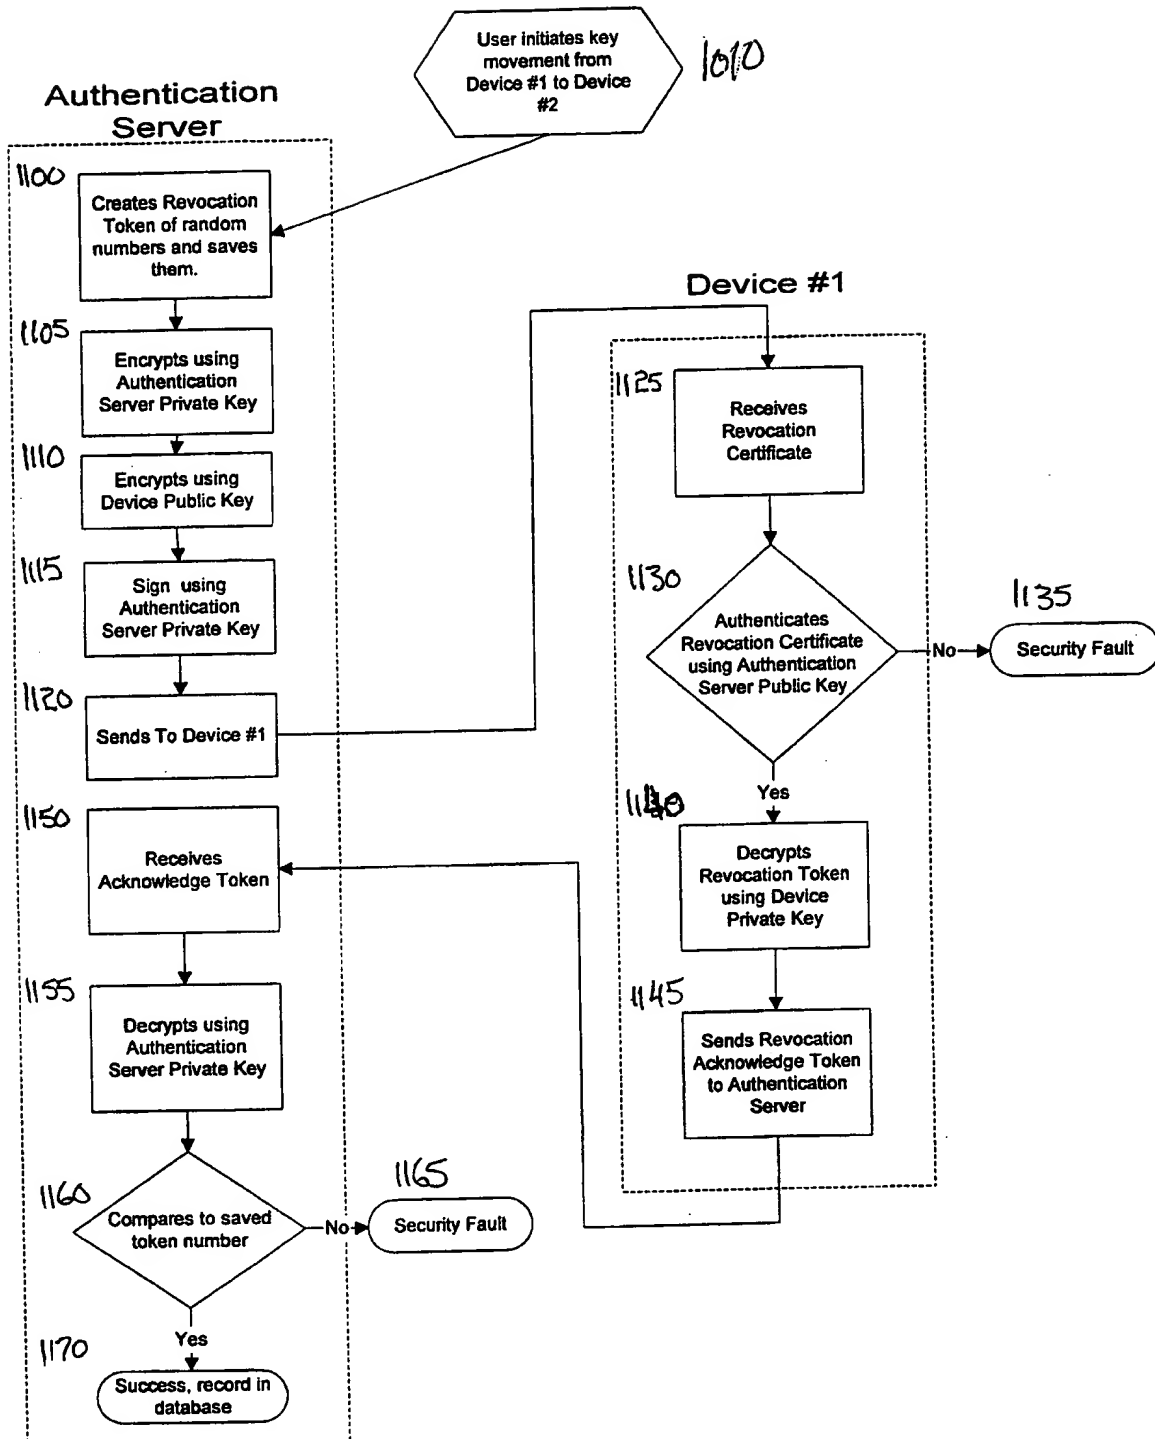 User initiates key
movement from
Device #1 to Device
#2
1010
Authentication
Server
1100
Creates Revocation
Token of random
numbers and saves
them.
1105
Encrypts using
Authentication
Server Private Key
1110
Encrypts using
Device Public Key
1115
Sign using
Authentication
Server Private Key
1120
Sends To Device #1
Device #1
1125
Receives
Revocation
Certificate
1130
Authenticates
Revocation Certificate
using Authentication
Server Public Key
No
1135
Security Fault
Yes
1140
Decrypts
Revocation Token
using Device
Private Key
1145
Sends Revocation
Acknowledge Token
to Authentication
Server
1150
Receives
Acknowledge Token
1155
Decrypts using
Authentication
Server Private Key
1160
Compares to saved
token number
No
1165
Security Fault
Yes
1170
Success, record in
database